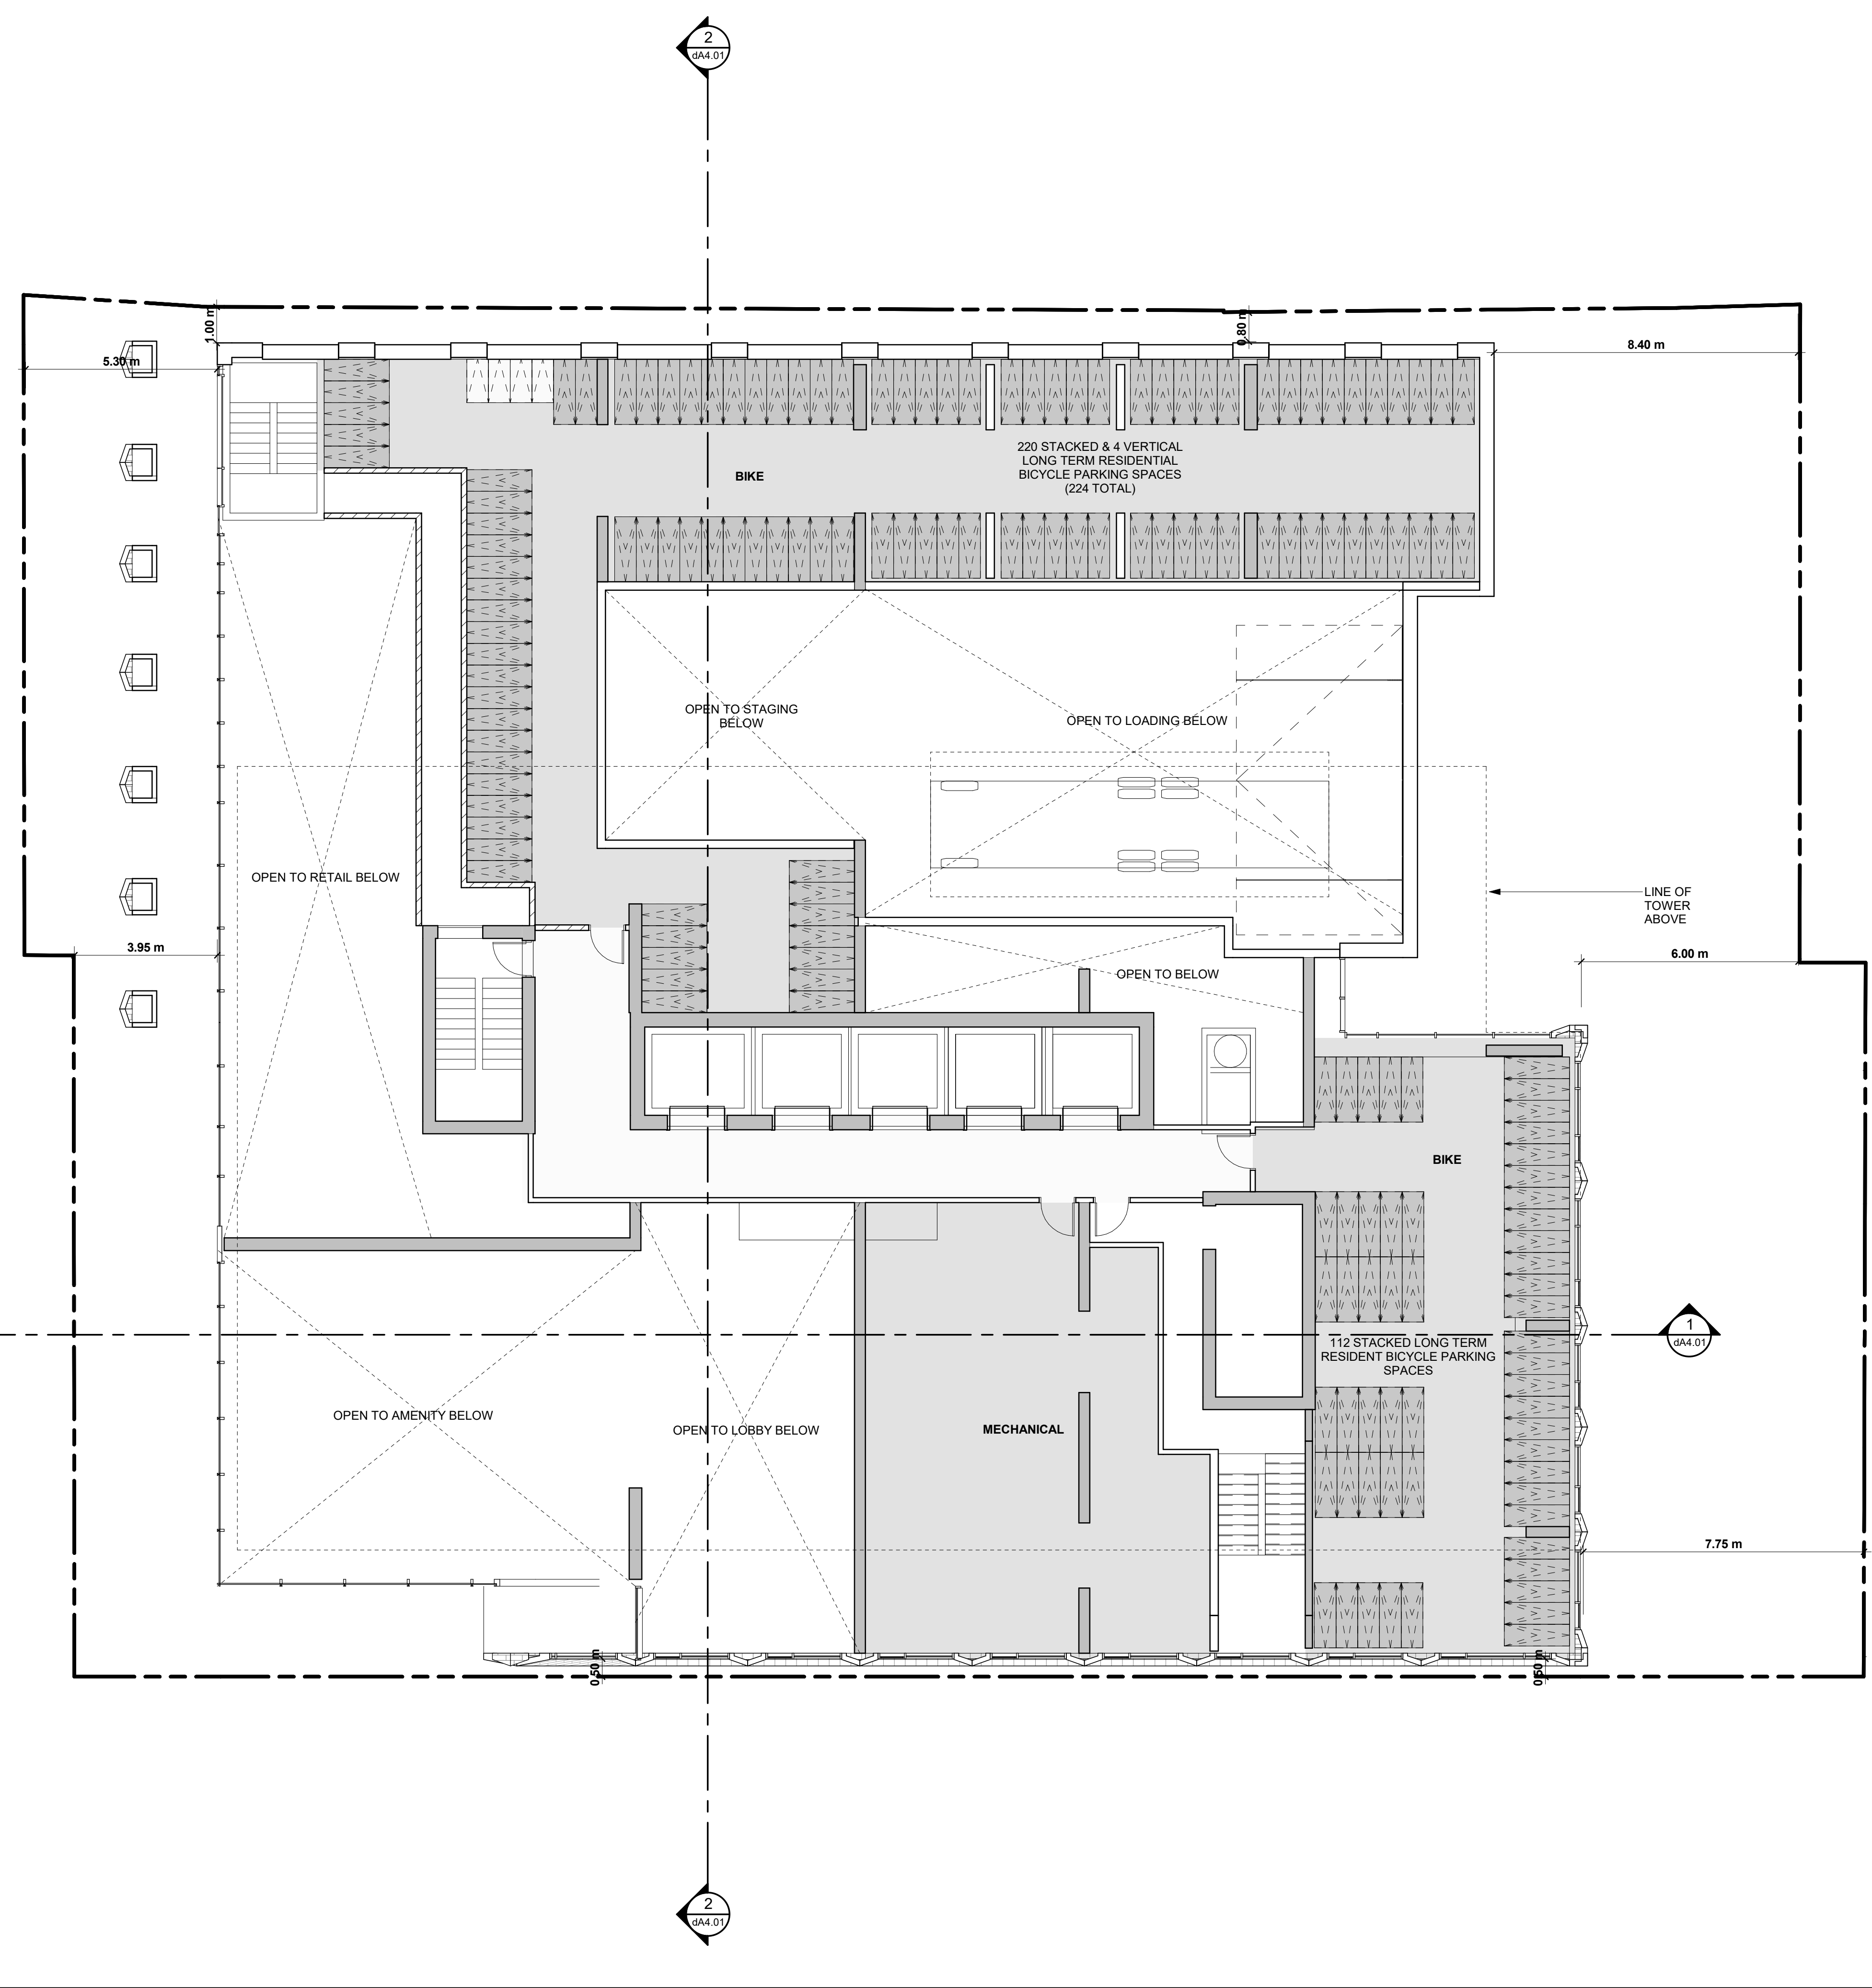 2
dA4.01
1.00 m
0.80 m
5.30 m
8.40 m
BIKE
220 STACKED & 4 VERTICAL
LONG TERM RESIDENTIAL
BICYCLE PARKING SPACES
(224 TOTAL)
OPEN TO STAGING
BELOW
OPEN TO LOADING BELOW
OPEN TO RETAIL BELOW
LINE OF
TOWER
ABOVE
3.95 m
6.00 m
OPEN TO BELOW
BIKE
1
dA4.01
112 STACKED LONG TERM
RESIDENT BICYCLE PARKING
SPACES
OPEN TO AMENITY BELOW
OPEN TO LOBBY BELOW
MECHANICAL
7.75 m
0.50 m
0.50 m
2
dA4.01